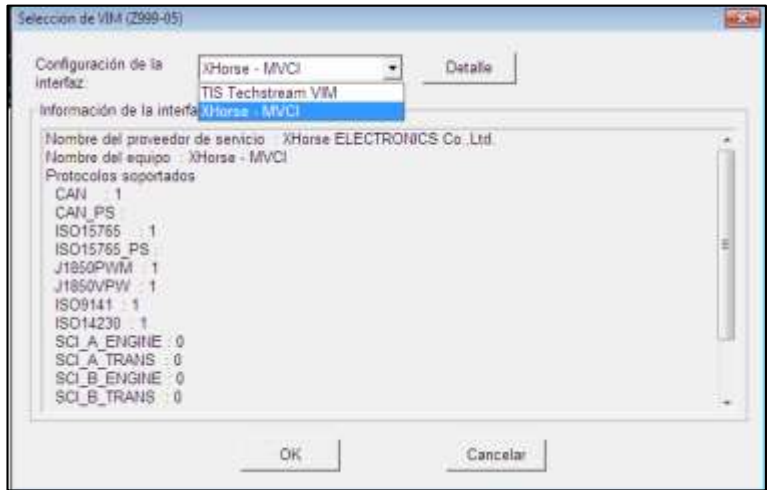 Selección de VIM (Z999-05)
Configuración de la interfaz:
XHorse - MVCI
Detalle
TIS Techstream VIM
XHorse - MVCI
Información de la interfa
Nombre del proveedor de servicio : XHorse ELECTRONICS Co.,Ltd.
Nombre del equipo : XHorse - MVCI
Protocolos soportados
CAN : 1
CAN_PS :
ISO15765 : 1
ISO15765_PS :
J1850PWM : 1
J1850VPW : 1
ISO9141 : 1
ISO14230 : 1
SCI_A_ENGINE : 0
SCI_A_TRANS : 0
SCI_B_ENGINE : 0
SCI_B_TRANS : 0
OK
Cancelar